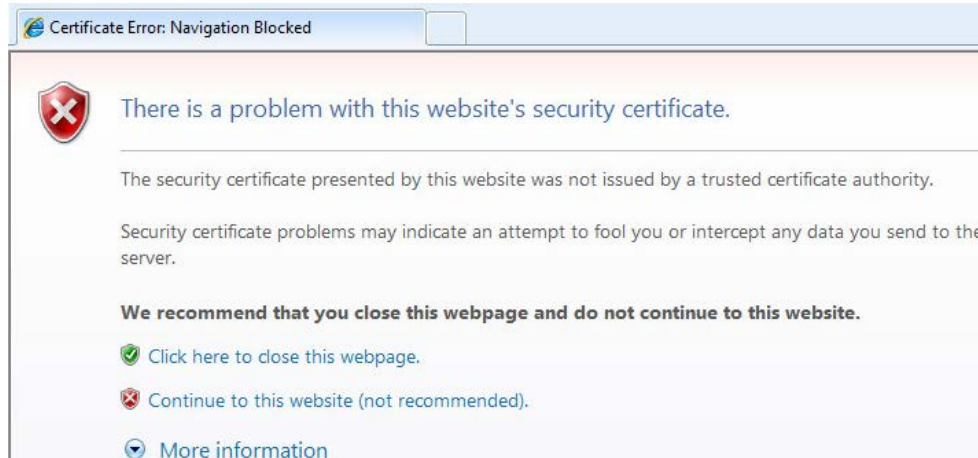 Certificate Error: Navigation Blocked
There is a problem with this website's security certificate.
The security certificate presented by this website was not issued by a trusted certificate authority.
Security certificate problems may indicate an attempt to fool you or intercept any data you send to the
server.
We recommend that you close this webpage and do not continue to this website.
Click here to close this webpage.
Continue to this website (not recommended).
More information